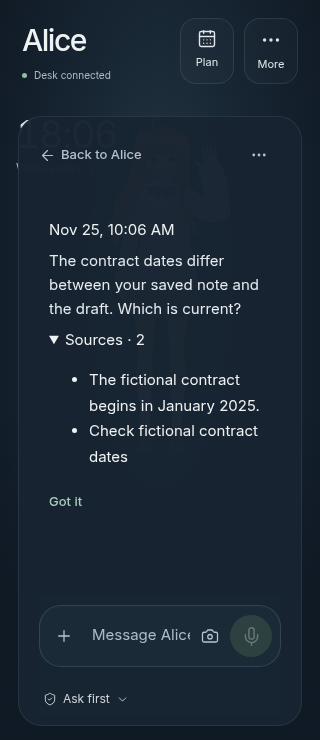 Alice
Desk connected
Plan
More
18:06
Back to Alice
Nov 25, 10:06 AM
The contract dates differ
between your saved note and
the draft. Which is current?
Sources · 2
The fictional contract
begins in January 2025.
Check fictional contract
dates
Got it
Message Alice
Ask first